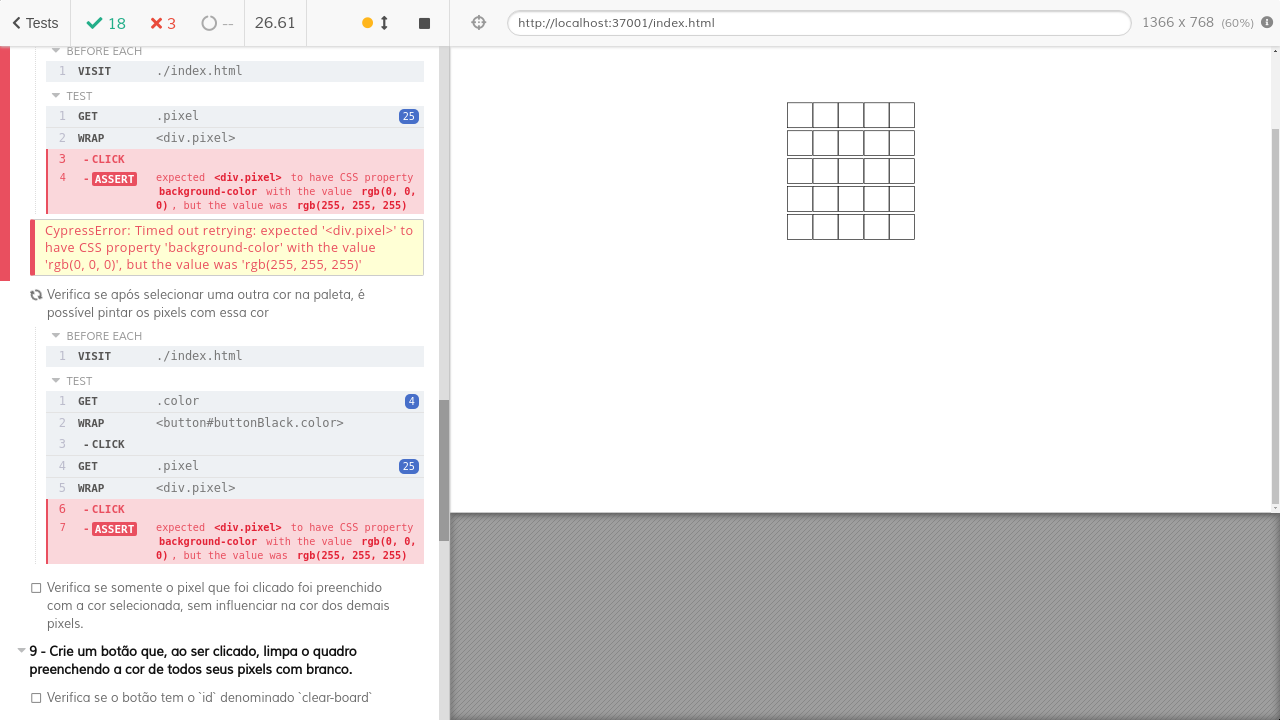 Tests 18 3 -- 26.61 http://localhost:37001/index.html 1366 x 768 (60%)
BEFORE EACH
1 VISIT ./index.html
TEST
1 GET .pixel 25
2 WRAP <div.pixel>
3 - CLICK
4 - ASSERT expected <div.pixel> to have CSS property
background-color with the value rgb(0, 0,
0) , but the value was rgb(255, 255, 255)
CypressError: Timed out retrying: expected '<div.pixel>' to
have CSS property 'background-color' with the value
'rgb(0, 0, 0)', but the value was 'rgb(255, 255, 255)'
Verifica se após selecionar uma outra cor na paleta, é
possível pintar os pixels com essa cor
BEFORE EACH
1 VISIT ./index.html
TEST
1 GET .color 4
2 WRAP <button#buttonBlack.color>
3 - CLICK
4 GET .pixel 25
5 WRAP <div.pixel>
6 - CLICK
7 - ASSERT expected <div.pixel> to have CSS property
background-color with the value rgb(0, 0,
0) , but the value was rgb(255, 255, 255)
Verifica se somente o pixel que foi clicado foi preenchido
com a cor selecionada, sem influenciar na cor dos demais
pixels.
9 - Crie um botão que, ao ser clicado, limpa o quadro
preenchendo a cor de todos seus pixels com branco.
Verifica se o botão tem o `id` denominado `clear-board`